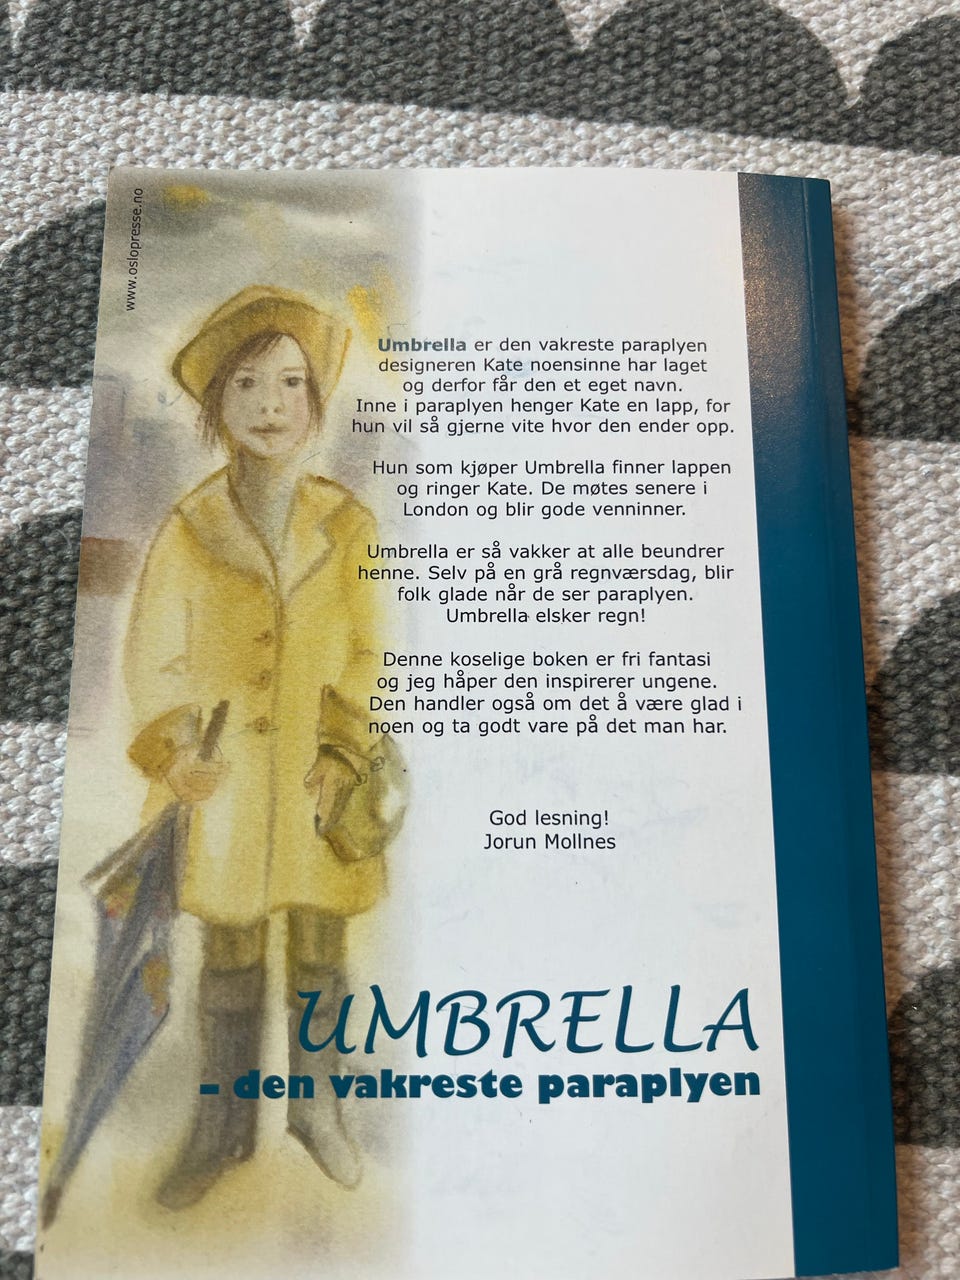 www.oslopresse.no
Umbrella er den vakreste paraplyen
designeren Kate noensinne har laget
og derfor får den et eget navn.
Inne i paraplyen henger Kate en lapp, for
hun vil så gjerne vite hvor den ender opp.
Hun som kjøper Umbrella finner lappen
og ringer Kate. De møtes senere i
London og blir gode venninner.
Umbrella er så vakker at alle beundrer
henne. Selv på en grå regnværsdag, blir
folk glade når de ser paraplyen.
Umbrella elsker regn!
Denne koselige boken er fri fantasi
og jeg håper den inspirerer ungene.
Den handler også om det å være glad i
noen og ta godt vare på det man har.
God lesning!
Jorun Mollnes
UMBRELLA
– den vakreste paraplyen